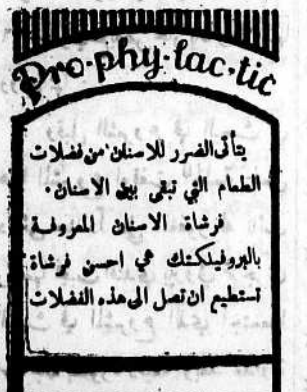 Pro-phy-lac-tic
يتأتى الضرر للاسنان من فضلات
الطعام التي تبقى بين الاسنان.
فرشاة الاسنان المعروفة
بالپروفيلكتك هي احسن فرشاة
تستطيع ان تصل الى هذه الفضلات